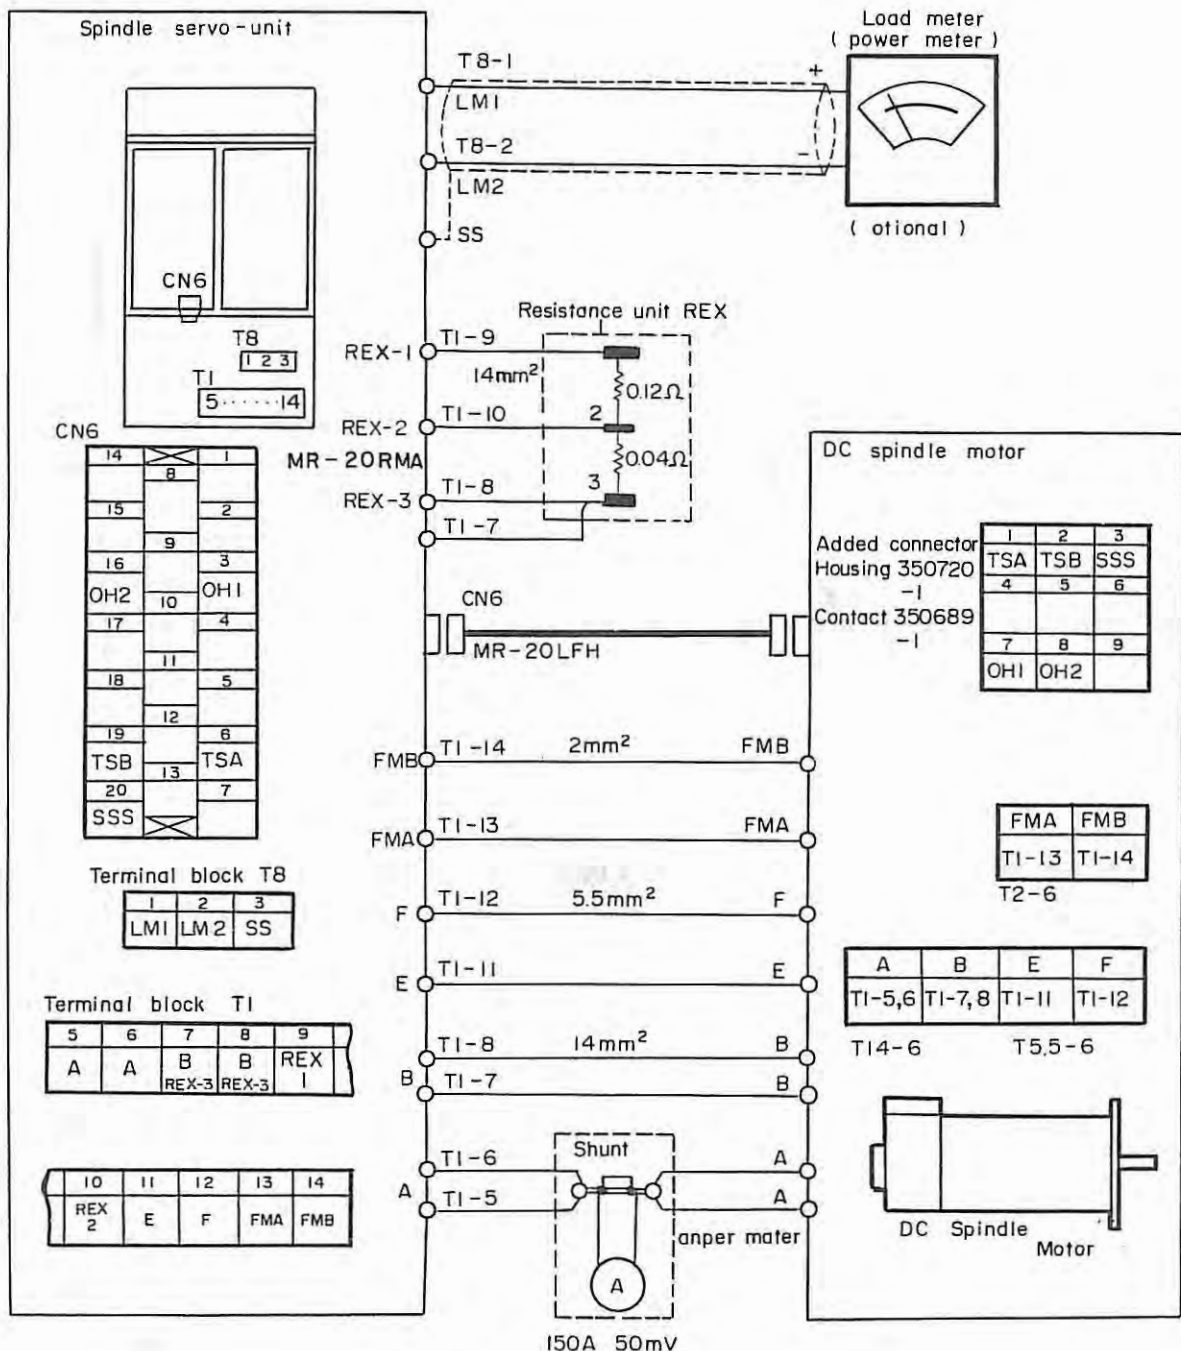 Spindle servo-unit
CN6
T8
1 2 3
T1
5······14
CN6
14 1
8
15 2
9
16 3
OH2 OH1
10
17 4
11
18 5
12
19 6
TSB TSA
13
20 7
SSS
Terminal block T8
1 2 3
LM1 LM2 SS
Terminal block T1
5 6 7 8 9
A A B B REX
REX-3 REX-3 1
10 11 12 13 14
REX E F FMA FMB
2
T8-1
LM1
T8-2
LM2
SS
+
-
Load meter
( power meter )
( otional )
Resistance unit REX
REX-1 T1-9
14mm²
0.12Ω
REX-2 T1-10 2
MR-20RMA
0.04Ω
REX-3 T1-8 3
T1-7
CN6
MR-20LFH
FMB T1-14 2mm² FMB
FMA T1-13 FMA
F T1-12 5.5mm² F
E T1-11 E
T1-8 14mm² B
B T1-7 B
T1-6 A
A T1-5 A
Shunt
anper mater
A
150A 50mV
DC spindle motor
Added connector
Housing 350720
-1
Contact 350689
-1
1 2 3
TSA TSB SSS
4 5 6
7 8 9
OH1 OH2
FMA FMB
T1-13 T1-14
T2-6
A B E F
T1-5,6 T1-7,8 T1-11 T1-12
T14-6 T5,5-6
DC Spindle
Motor